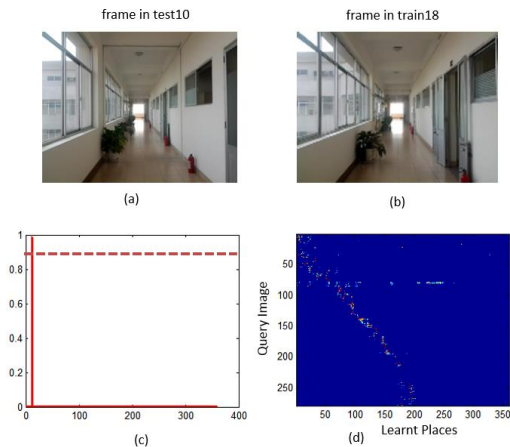 frame in test10
frame in train18
(a)
(b)
1
0.8
0.6
0.4
0.2
0
0
100
200
300
400
(c)
Query Image
50
100
150
200
250
50
100
150
200
250
300
350
Learnt Places
(d)